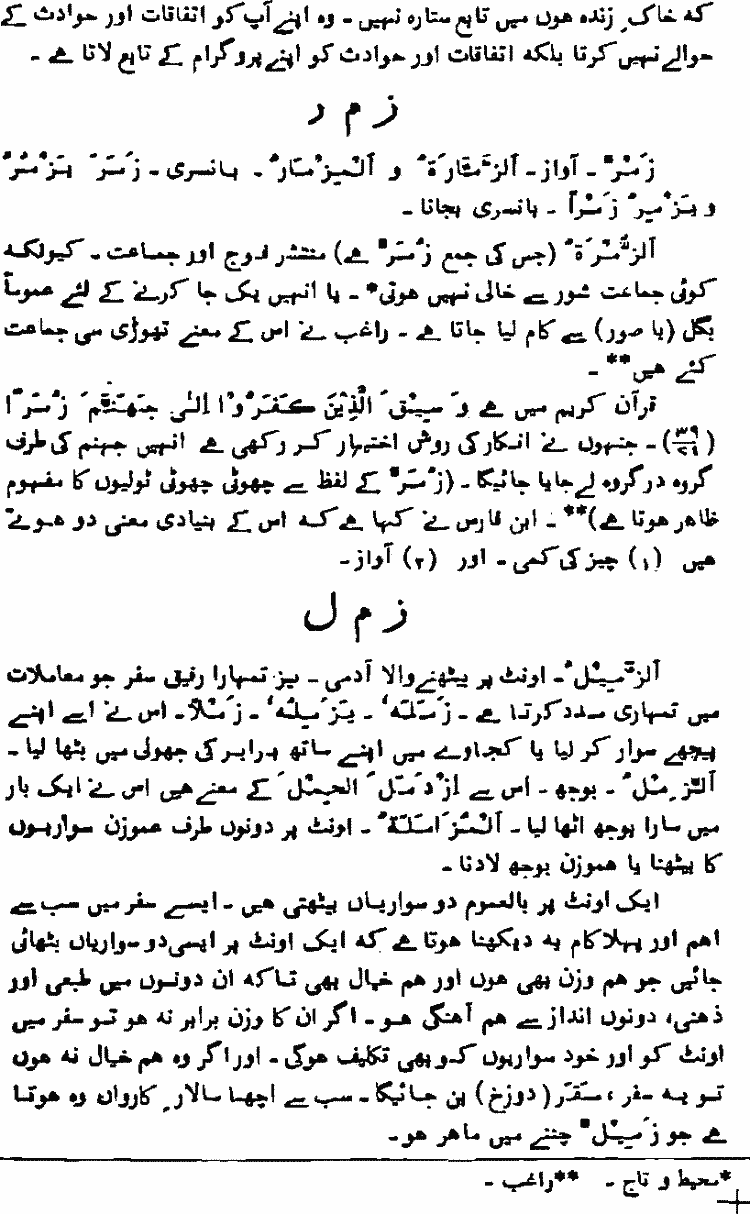 که خاکِ زندہ ہوں میں تابعِ ستارہ نہیں ۔ وہ اپنے آپ کو اتفاقات اور حوادث کے
حوالے نہیں کرتا بلکہ اتفاقات اور حوادث کو اپنے پروگرام کے تابع لاتا ہے ۔
ز م ر
زَمْرٌ ۔ آواز ۔ اَلزَّمَّارَۃُ و اَلْمِزْمَارُ ۔ بانسری ۔ زَمَرَ یَزْمُرُ
و یَزْمِرُ زَمْراً ۔ بانسری بجانا ۔
اَلزُّمْرَۃُ (جس کی جمع زُمَرٌ ہے) منتشر فوج اور جماعت ۔ کیونکہ
کوئی جماعت شور سے خالی نہیں ہوتی* ۔ یا انہیں یک جا کرنے کے لئے عموماً
بگل (یا صور) سے کام لیا جاتا ہے ۔ راغب نے اس کے معنے تھوڑی سی جماعت
کئے ہیں** ۔
قرآن کریم میں ہے وَ سِیْقَ الَّذِیْنَ کَفَرُوْا اِلٰی جَہَنَّمَ زُمَرًا
(۳۹/۷۱) ۔ جنہوں نے انکار کی روش اختیار کر رکھی ہے انہیں جہنم کی طرف
گروہ در گروہ لے جایا جائیگا ۔ (زُمَرٌ کے لفظ سے چھوٹی چھوٹی ٹولیوں کا مفہوم
ظاہر ہوتا ہے)** ۔ ابن فارس نے کہا ہے کہ اس کے بنیادی معنی دو ہوتے
ہیں (۱) چیز کی کمی ۔ اور (۲) آواز ۔
ز م ل
اَلزَّمِیْلُ ۔ اونٹ پر بیٹھنے والا آدمی ۔ نیز تمہارا رفیق سفر جو معاملات
میں تمہاری مدد کرتا ہے ۔ زَمَلَہ' ۔ یَزْمِلُہ' ۔ زَمْلاً ۔ اس نے اسے اپنے
پیچھے سوار کر لیا یا کجاوے میں اپنے ساتھ برابر کی جھولی میں بٹھا لیا ۔
اَلزِّمْلُ ۔ بوجھ ۔ اس سے اِزْدَمَلَ الحِمْلَ کے معنے ہیں اس نے ایک بار
میں سارا بوجھ اٹھا لیا ۔ اَلْمُزَامَلَۃُ ۔ اونٹ پر دونوں طرف ہموزن سواریوں
کا بیٹھنا یا ہموزن بوجھ لادنا ۔
ایک اونٹ پر بالعموم دو سواریاں بیٹھتی ہیں ۔ ایسے سفر میں سب سے
اہم اور پہلا کام یہ دیکھنا ہوتا ہے کہ ایک اونٹ پر ایسی دو سواریاں بٹھائی
جائیں جو ہم وزن بھی ہوں اور ہم خیال بھی تاکہ ان دونوں میں طبعی اور
ذہنی، دونوں انداز سے ہم آہنگی ہو ۔ اگر ان کا وزن برابر نہ ہو تو سفر میں
اونٹ کو اور خود سواریوں کو بھی تکلیف ہوگی ۔ اور اگر وہ ہم خیال نہ ہوں
تو یہ سفر، سَقَر (دوزخ) بن جائیگا ۔ سب سے اچھا سالارِ کارواں وہ ہوتا
ہے جو زَمِیْلٌ چننے میں ماہر ہو ۔
*محیط و تاج ۔ **راغب ۔